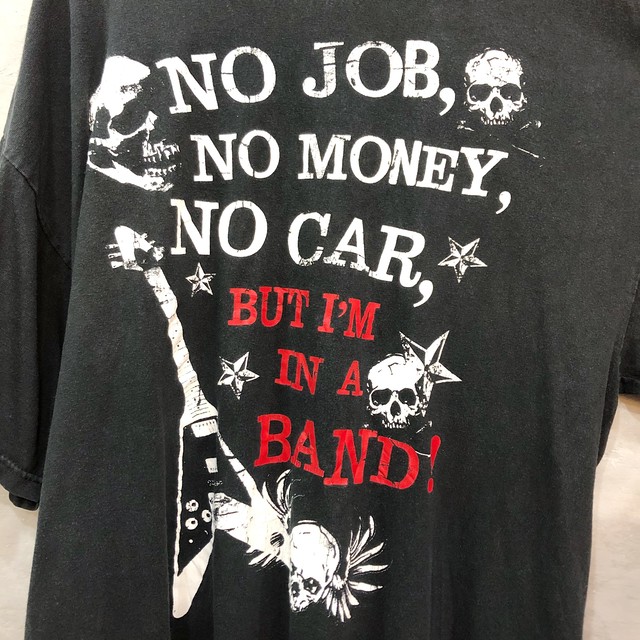 NO JOB,
NO MONEY,
NO CAR,
BUT I'M
IN A
BAND!